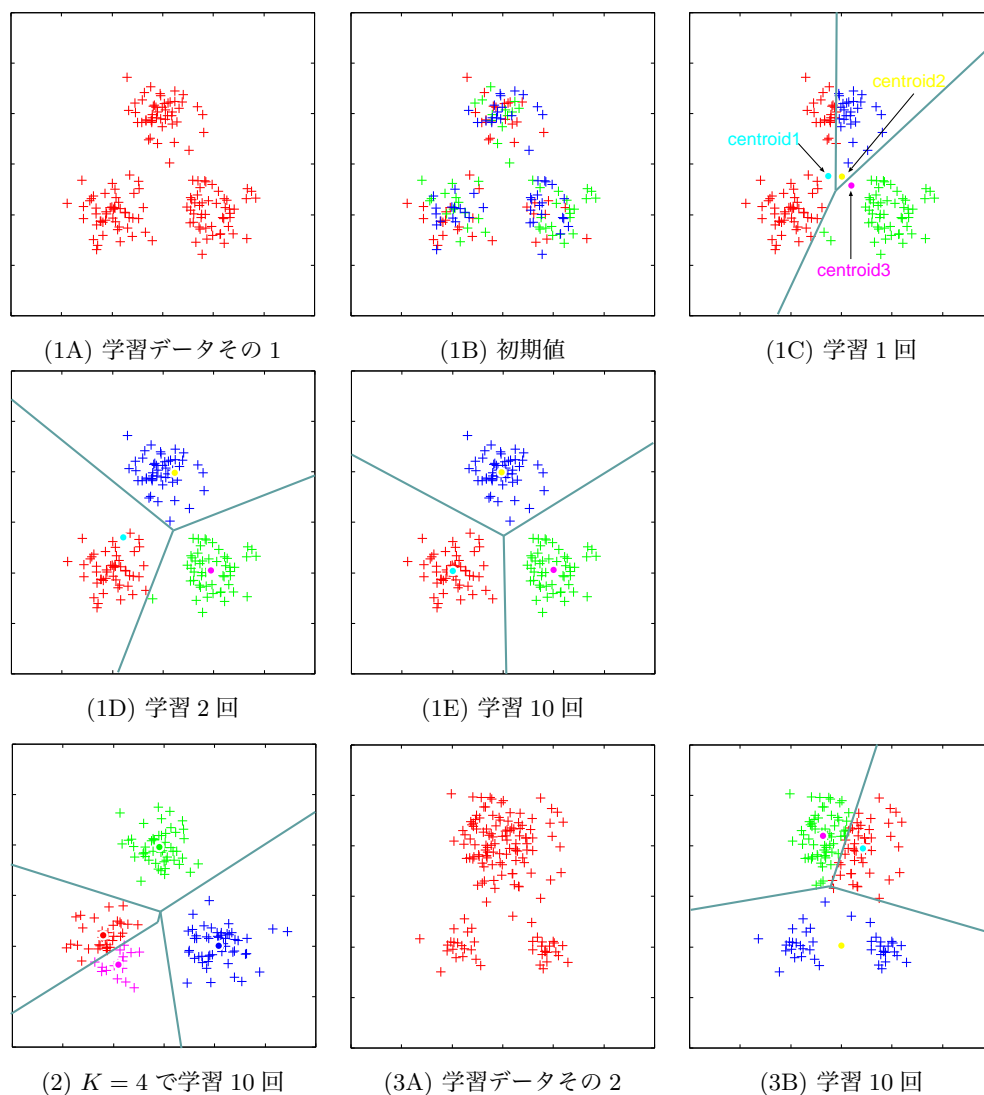 centroid2
centroid1
centroid3
(1A) 学習データその 1
(1B) 初期値
(1C) 学習 1 回
(1D) 学習 2 回
(1E) 学習 10 回
(2) K = 4 で学習 10 回
(3A) 学習データその 2
(3B) 学習 10 回